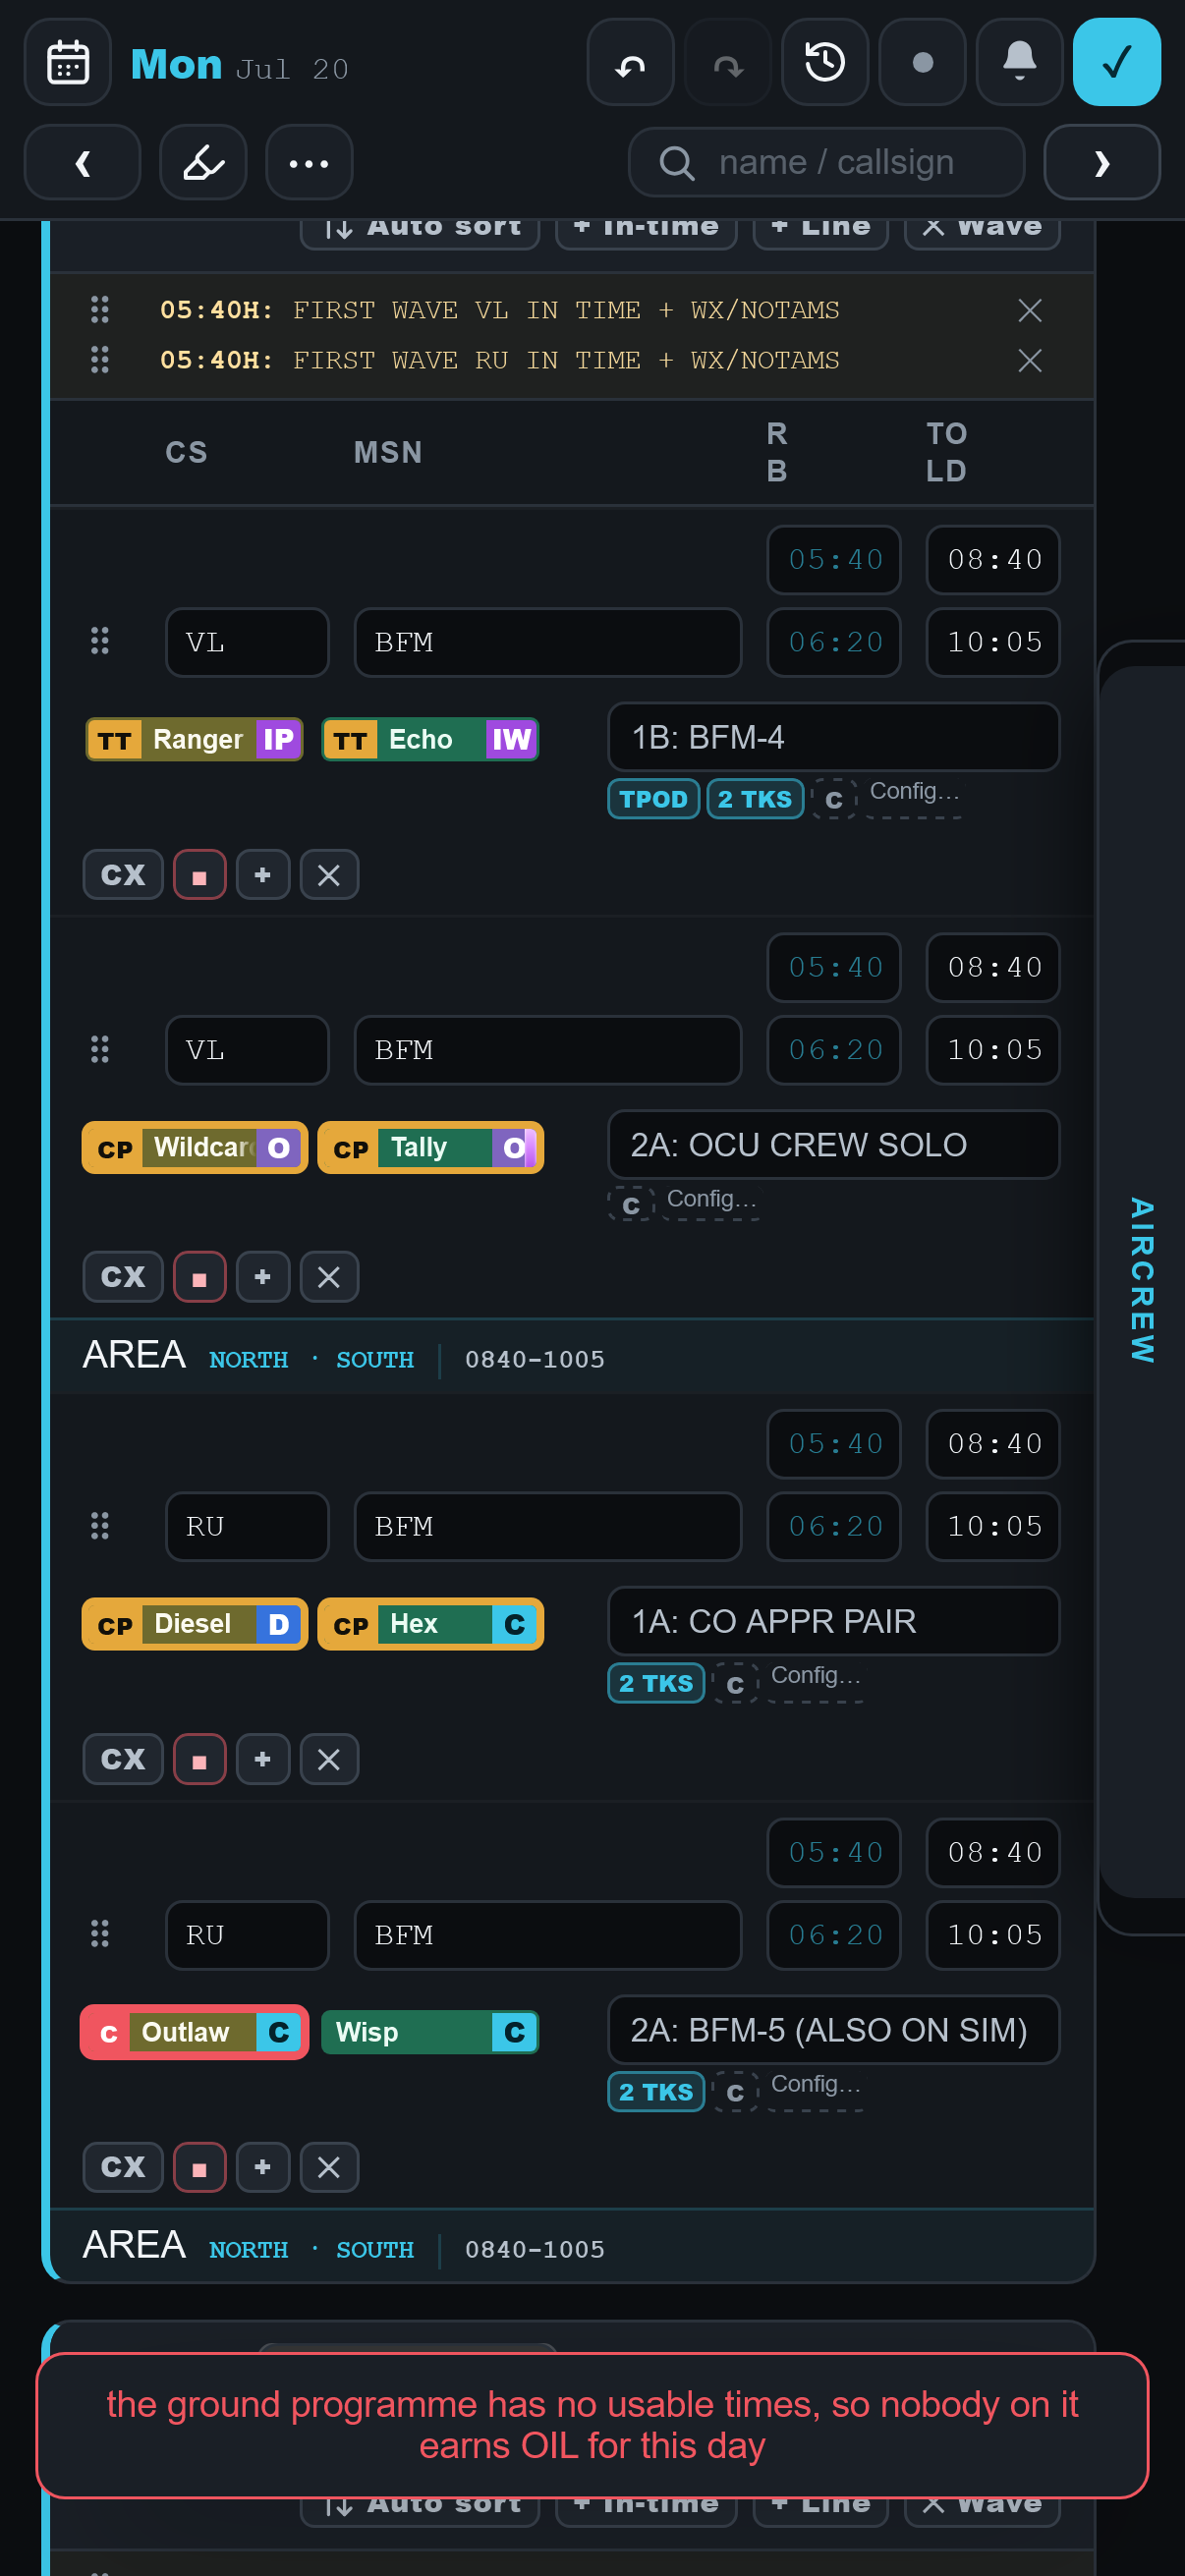 Mon Jul 20
name / callsign
Auto sort + In-time + Line × Wave
05:40H: FIRST WAVE VL IN TIME + WX/NOTAMS
05:40H: FIRST WAVE RU IN TIME + WX/NOTAMS
CS MSN R B TO LD
05:40 08:40
VL BFM 06:20 10:05
TT Ranger IP TT Echo IW 1B: BFM-4
TPOD 2 TKS C Config...
CX + ×
05:40 08:40
VL BFM 06:20 10:05
CP Wildcar O CP Tally O 2A: OCU CREW SOLO
C Config...
CX + ×
AREA NORTH · SOUTH 0840-1005
05:40 08:40
RU BFM 06:20 10:05
CP Diesel D CP Hex C 1A: CO APPR PAIR
2 TKS C Config...
CX + ×
05:40 08:40
RU BFM 06:20 10:05
C Outlaw C Wisp C 2A: BFM-5 (ALSO ON SIM)
2 TKS C Config...
CX + ×
AREA NORTH · SOUTH 0840-1005
AIRCREW
the ground programme has no usable times, so nobody on it
earns OIL for this day
Auto sort + In-time + Line × Wave